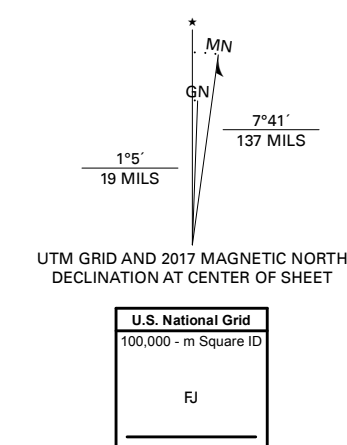 ★
MN
GN
7°41´
137 MILS
1°5´
19 MILS
UTM GRID AND 2017 MAGNETIC NORTH
DECLINATION AT CENTER OF SHEET
U.S. National Grid
100,000 - m Square ID
FJ